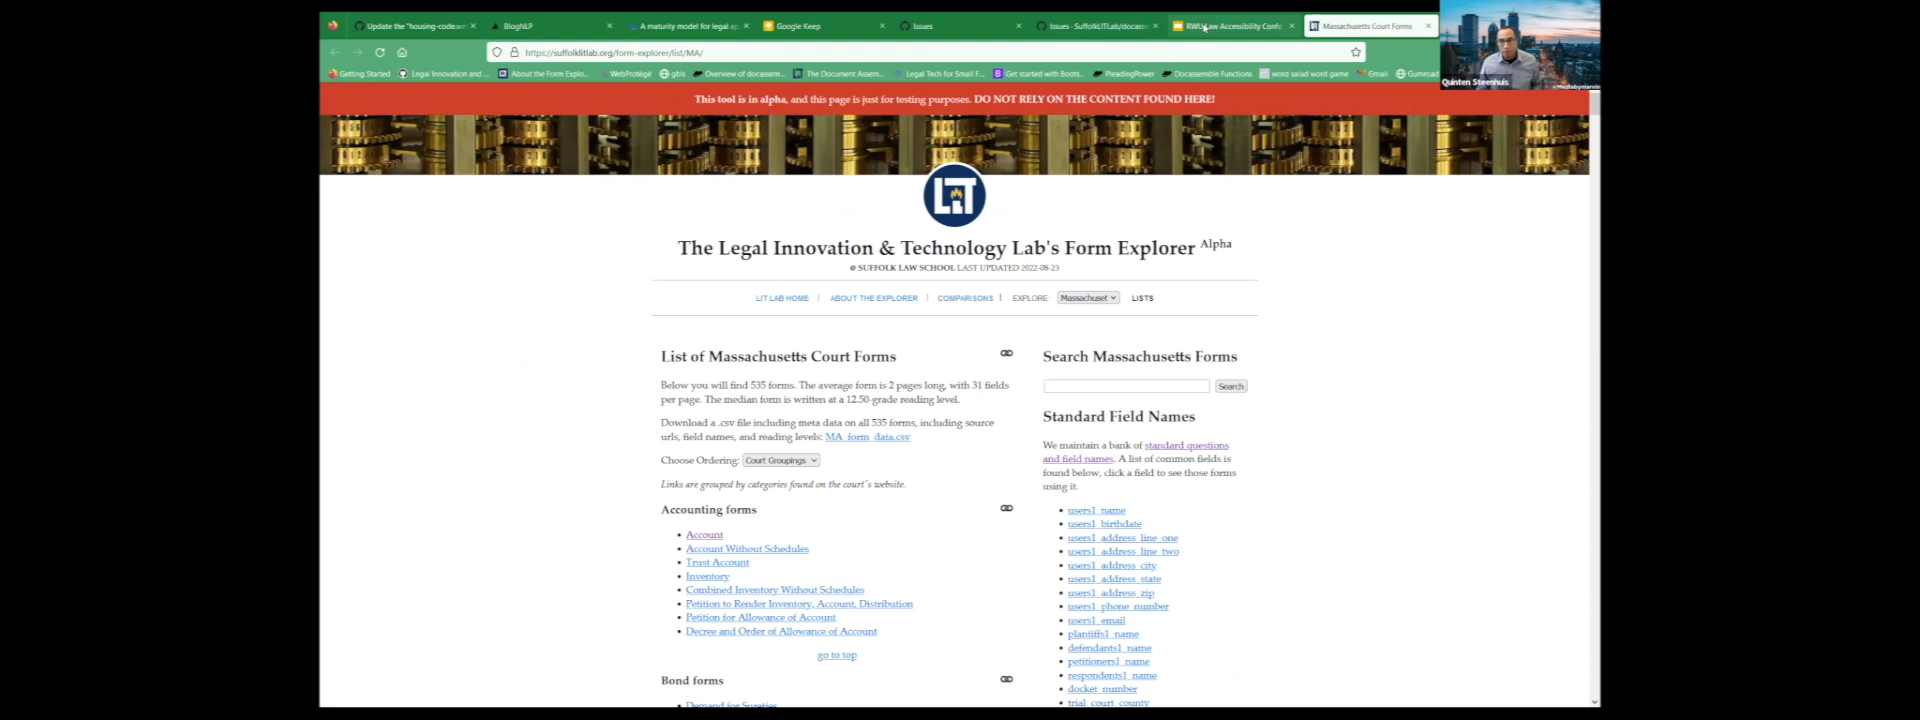 Update the "housing-code.we
BlogNLP
A maturity model for legal ap
Google Keep
Issues
Issues · SuffolkLITLab/docass
RWU Law Accessibility Confe
Massachusetts Court Forms
https://suffolklitlab.org/form-explorer/list/MA/
Getting Started
Legal Innovation and ...
About the Form Explo...
WebProtégé
gbis
Overview of docassem...
The Document Assem...
Legal Tech for Small F...
Get started with Boots...
PleadingPower
Docassemble Functions
word salad word game
Gmail
Gumroad
Quinten Steenhuis
This tool is in alpha, and this page is just for testing purposes. DO NOT RELY ON THE CONTENT FOUND HERE!
LIT
The Legal Innovation & Technology Lab's Form Explorer Alpha
@ SUFFOLK LAW SCHOOL LAST UPDATED 2022-08-23
LIT LAB HOME | ABOUT THE EXPLORER | COMPARISONS | EXPLORE: Massachuset LISTS
List of Massachusetts Court Forms
Below you will find 535 forms. The average form is 2 pages long, with 31 fields
per page. The median form is written at a 12.50-grade reading level.
Download a .csv file including meta data on all 535 forms, including source
urls, field names, and reading levels: MA_form_data.csv
Choose Ordering: Court Groupings
Links are grouped by categories found on the court's website.
Accounting forms
Account
Account Without Schedules
Trust Account
Inventory
Combined Inventory Without Schedules
Petition to Render Inventory, Account, Distribution
Petition for Allowance of Account
Decree and Order of Allowance of Account
go to top
Bond forms
Demand for Sureties
Search Massachusetts Forms
Search
Standard Field Names
We maintain a bank of standard questions
and field names. A list of common fields is
found below, click a field to see those forms
using it.
users1_name
users1_birthdate
users1_address_line_one
users1_address_line_two
users1_address_city
users1_address_state
users1_address_zip
users1_phone_number
users1_email
plantiffs1_name
defendants1_name
petitioners1_name
respondents1_name
docket_number
trial_court_county